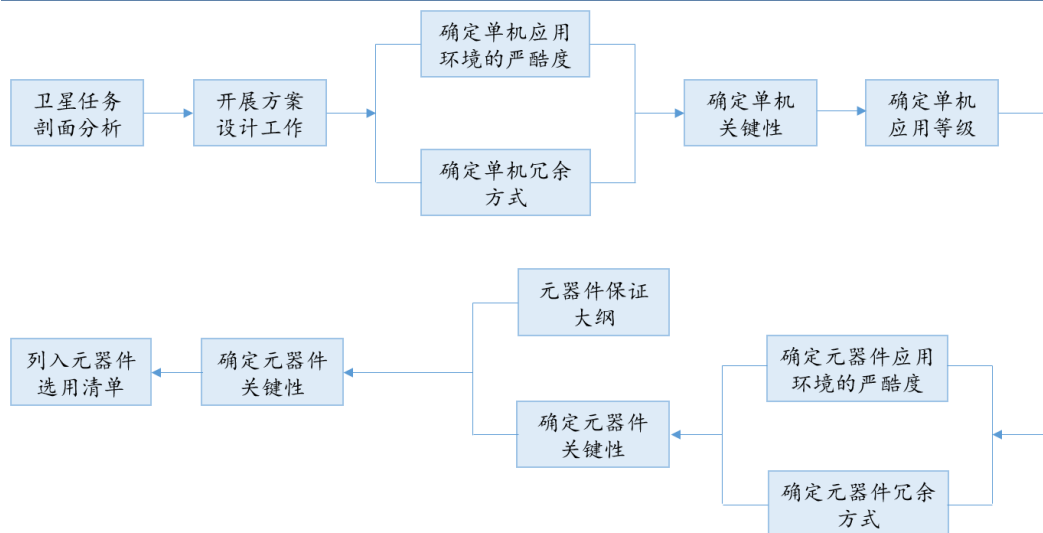 卫星任务
剖面分析
开展方案
设计工作
确定单机应用
环境的严酷度
确定单机冗余
方式
确定单机
关键性
确定单机
应用等级
确定元器件应用
环境的严酷度
确定元器件冗余
方式
确定元器件
关键性
元器件保证
大纲
确定元器件
关键性
列入元器件
选用清单